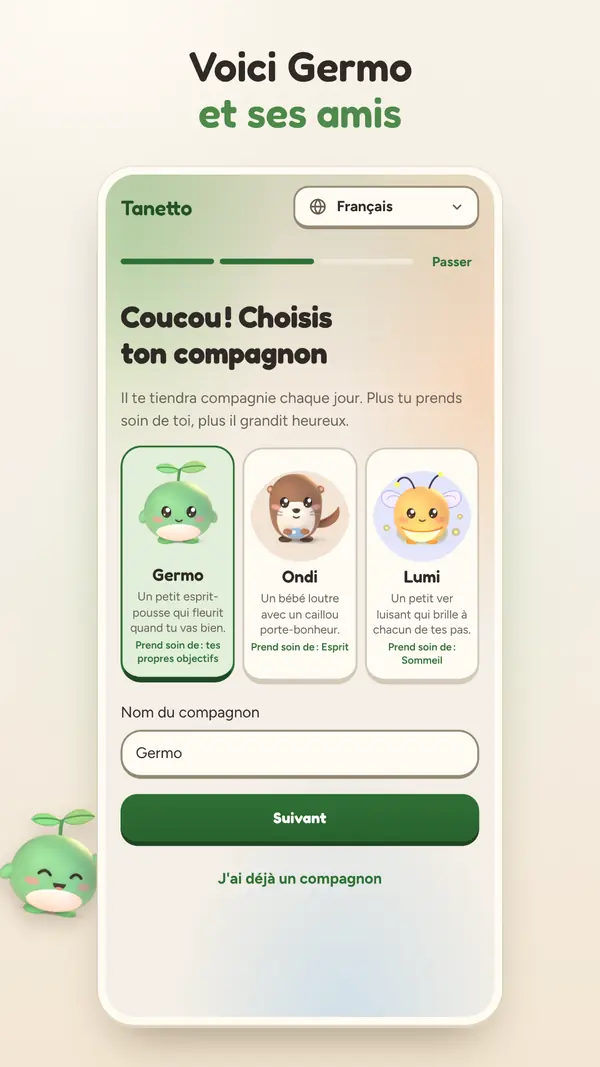 Voici Germo
et ses amis
Tanetto
Français
Passer
Coucou ! Choisis
ton compagnon
Il te tiendra compagnie chaque jour. Plus tu prends
soin de toi, plus il grandit heureux.
Germo
Un petit esprit-
pousse qui fleurit
quand tu vas bien.
Prend soin de : tes
propres objectifs
Ondi
Un bébé loutre
avec un caillou
porte-bonheur.
Prend soin de : Esprit
Lumi
Un petit ver
luisant qui brille à
chacun de tes pas.
Prend soin de :
Sommeil
Nom du compagnon
Germo
Suivant
J'ai déjà un compagnon